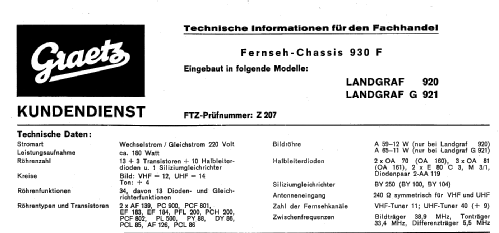 Graetz
KUNDENDIENST
Technische Informationen für den Fachhandel
Fernseh-Chassis 930 F
Eingebaut in folgende Modelle:
LANDGRAF 920
LANDGRAF G 921
FTZ-Prüfnummer: Z 207
Technische Daten:
Stromart Wechselstrom / Gleichstrom 220 Volt
Leistungsaufnahme ca. 180 Watt
Röhrenzahl 13 + 3 Transistoren + 10 Halbleiter-
dioden u. 1 Siliziumgleichrichter
Kreise Bild: VHF = 12, UHF = 14
Ton: + 4
Röhrenfunktionen 34, davon 13 Dioden- und Gleich-
richterfunktionen
Röhrentypen und Transistoren 2 x AF 139, PC 900, PCF 801,
EF 183, EF 184, PFL 200, PCH 200,
PCF 802, PL 500, PY 88, DY 86,
PCL 85, AF 126, PCL 86
Bildröhre A 59-12 W (nur bei Landgraf 920)
A 65-11 W (nur bei Landgraf G 921)
Halbleiterdioden 2 x OA 70 (OA 160), 3 x OA 81
(OA 161), 2 x E 80 C 3, M 3/1,
Diodenpaar 2-AA 119
Siliziumgleichrichter BY 250 (BY 100, BY 104)
Antenneneingang 240 Ω symmetrisch für VHF und UHF
Zahl der Fernsehkanäle VHF-Tuner 11; UHF-Tuner 40 (+ 9)
Zwischenfrequenzen Bildträger 38,9 MHz, Tonträger
33,4 MHz, Differenzträger 5,5 MHz